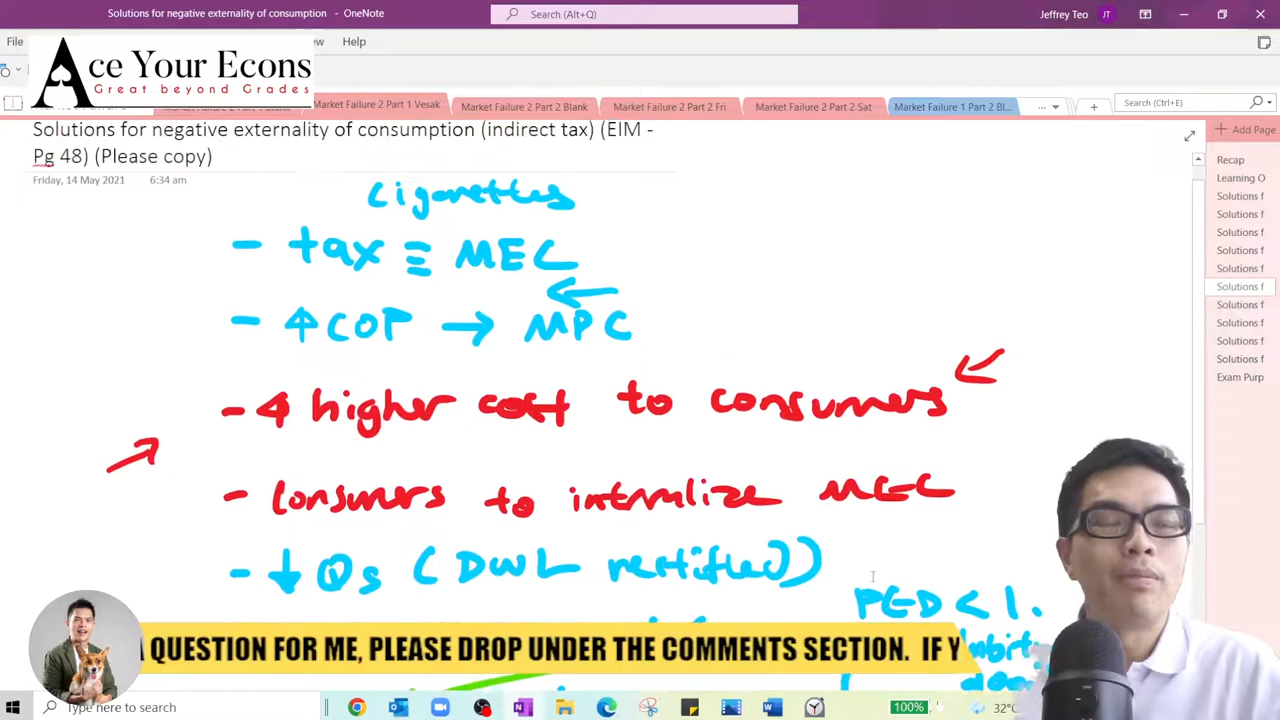 Solutions for negative externality of consumption - OneNote
Search (Alt+Q)
Jeffrey Teo
JT
File
Help
Ace Your Econs
Great beyond Grades
Market Failure 2 Part 1 Vesak
Market Failure 2 Part 2 Blank
Market Failure 2 Part 2 Fri
Market Failure 2 Part 2 Sat
Market Failure 1 Part 2 Bl...
Search (Ctrl+E)
Solutions for negative externality of consumption (indirect tax) (EIM -
Pg 48) (Please copy)
Friday, 14 May 2021
6:34 am
Add Page
Recap
Learning O
Solutions f
Solutions f
Solutions f
Solutions f
Solutions f
Solutions f
Solutions f
Solutions f
Solutions f
Solutions f
Exam Purp
Cigarettes
- tax ≡ MEC
- ↑ COP → MPC
- ↑ higher cost to consumers
- Consumers to internalize MEC
- ↓ Qs (DWL rectified)
PED < 1.
A QUESTION FOR ME, PLEASE DROP UNDER THE COMMENTS SECTION. IF Y
Type here to search
100%
32°C